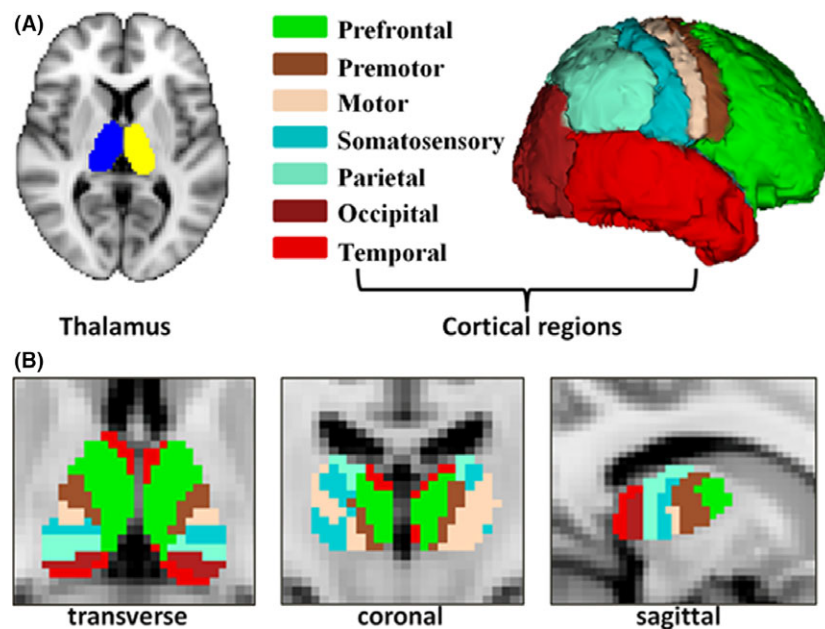 (A)
Prefrontal
Premotor
Motor
Somatosensory
Parietal
Occipital
Temporal
Thalamus
Cortical regions
(B)
transverse
coronal
sagittal